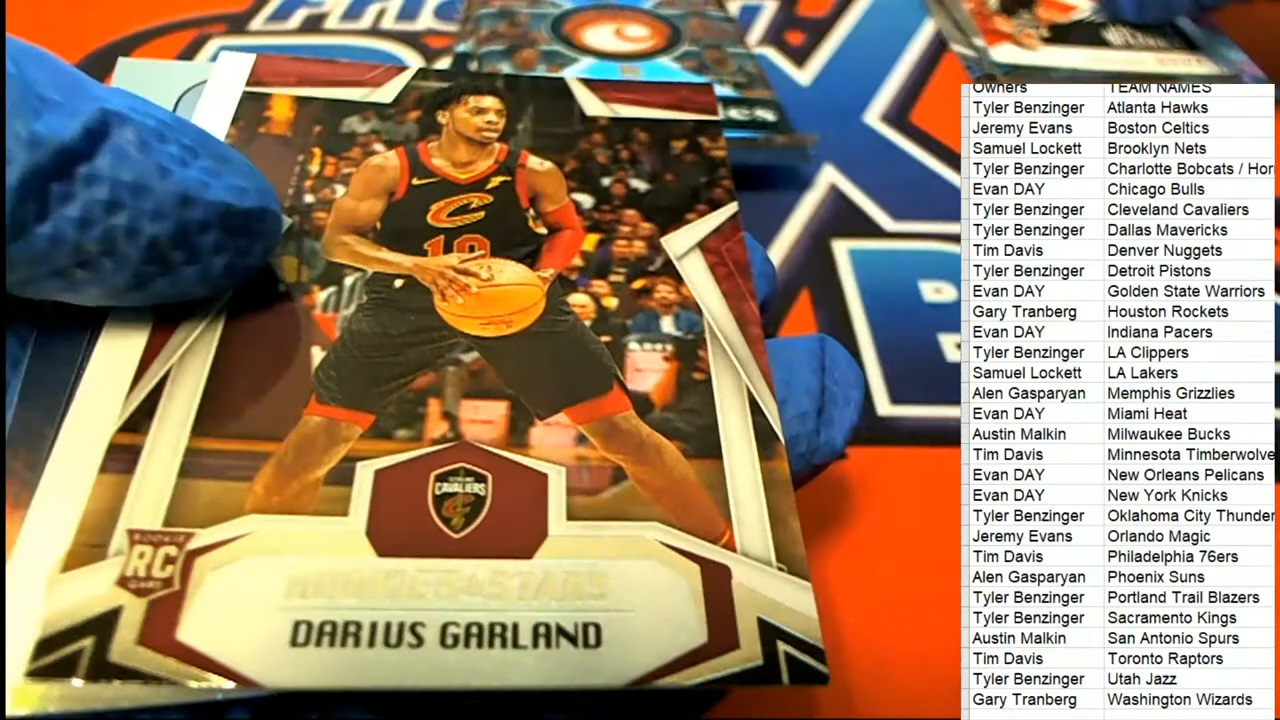 CAVALIERS
10
ROOKIE
RC
CARD
DARIUS GARLAND
Owners TEAM NAMES
Tyler Benzinger Atlanta Hawks
Jeremy Evans Boston Celtics
Samuel Lockett Brooklyn Nets
Tyler Benzinger Charlotte Bobcats / Hor
Evan DAY Chicago Bulls
Tyler Benzinger Cleveland Cavaliers
Tyler Benzinger Dallas Mavericks
Tim Davis Denver Nuggets
Tyler Benzinger Detroit Pistons
Evan DAY Golden State Warriors
Gary Tranberg Houston Rockets
Evan DAY Indiana Pacers
Tyler Benzinger LA Clippers
Samuel Lockett LA Lakers
Alen Gasparyan Memphis Grizzlies
Evan DAY Miami Heat
Austin Malkin Milwaukee Bucks
Tim Davis Minnesota Timberwolve
Evan DAY New Orleans Pelicans
Evan DAY New York Knicks
Tyler Benzinger Oklahoma City Thunder
Jeremy Evans Orlando Magic
Tim Davis Philadelphia 76ers
Alen Gasparyan Phoenix Suns
Tyler Benzinger Portland Trail Blazers
Tyler Benzinger Sacramento Kings
Austin Malkin San Antonio Spurs
Tim Davis Toronto Raptors
Tyler Benzinger Utah Jazz
Gary Tranberg Washington Wizards